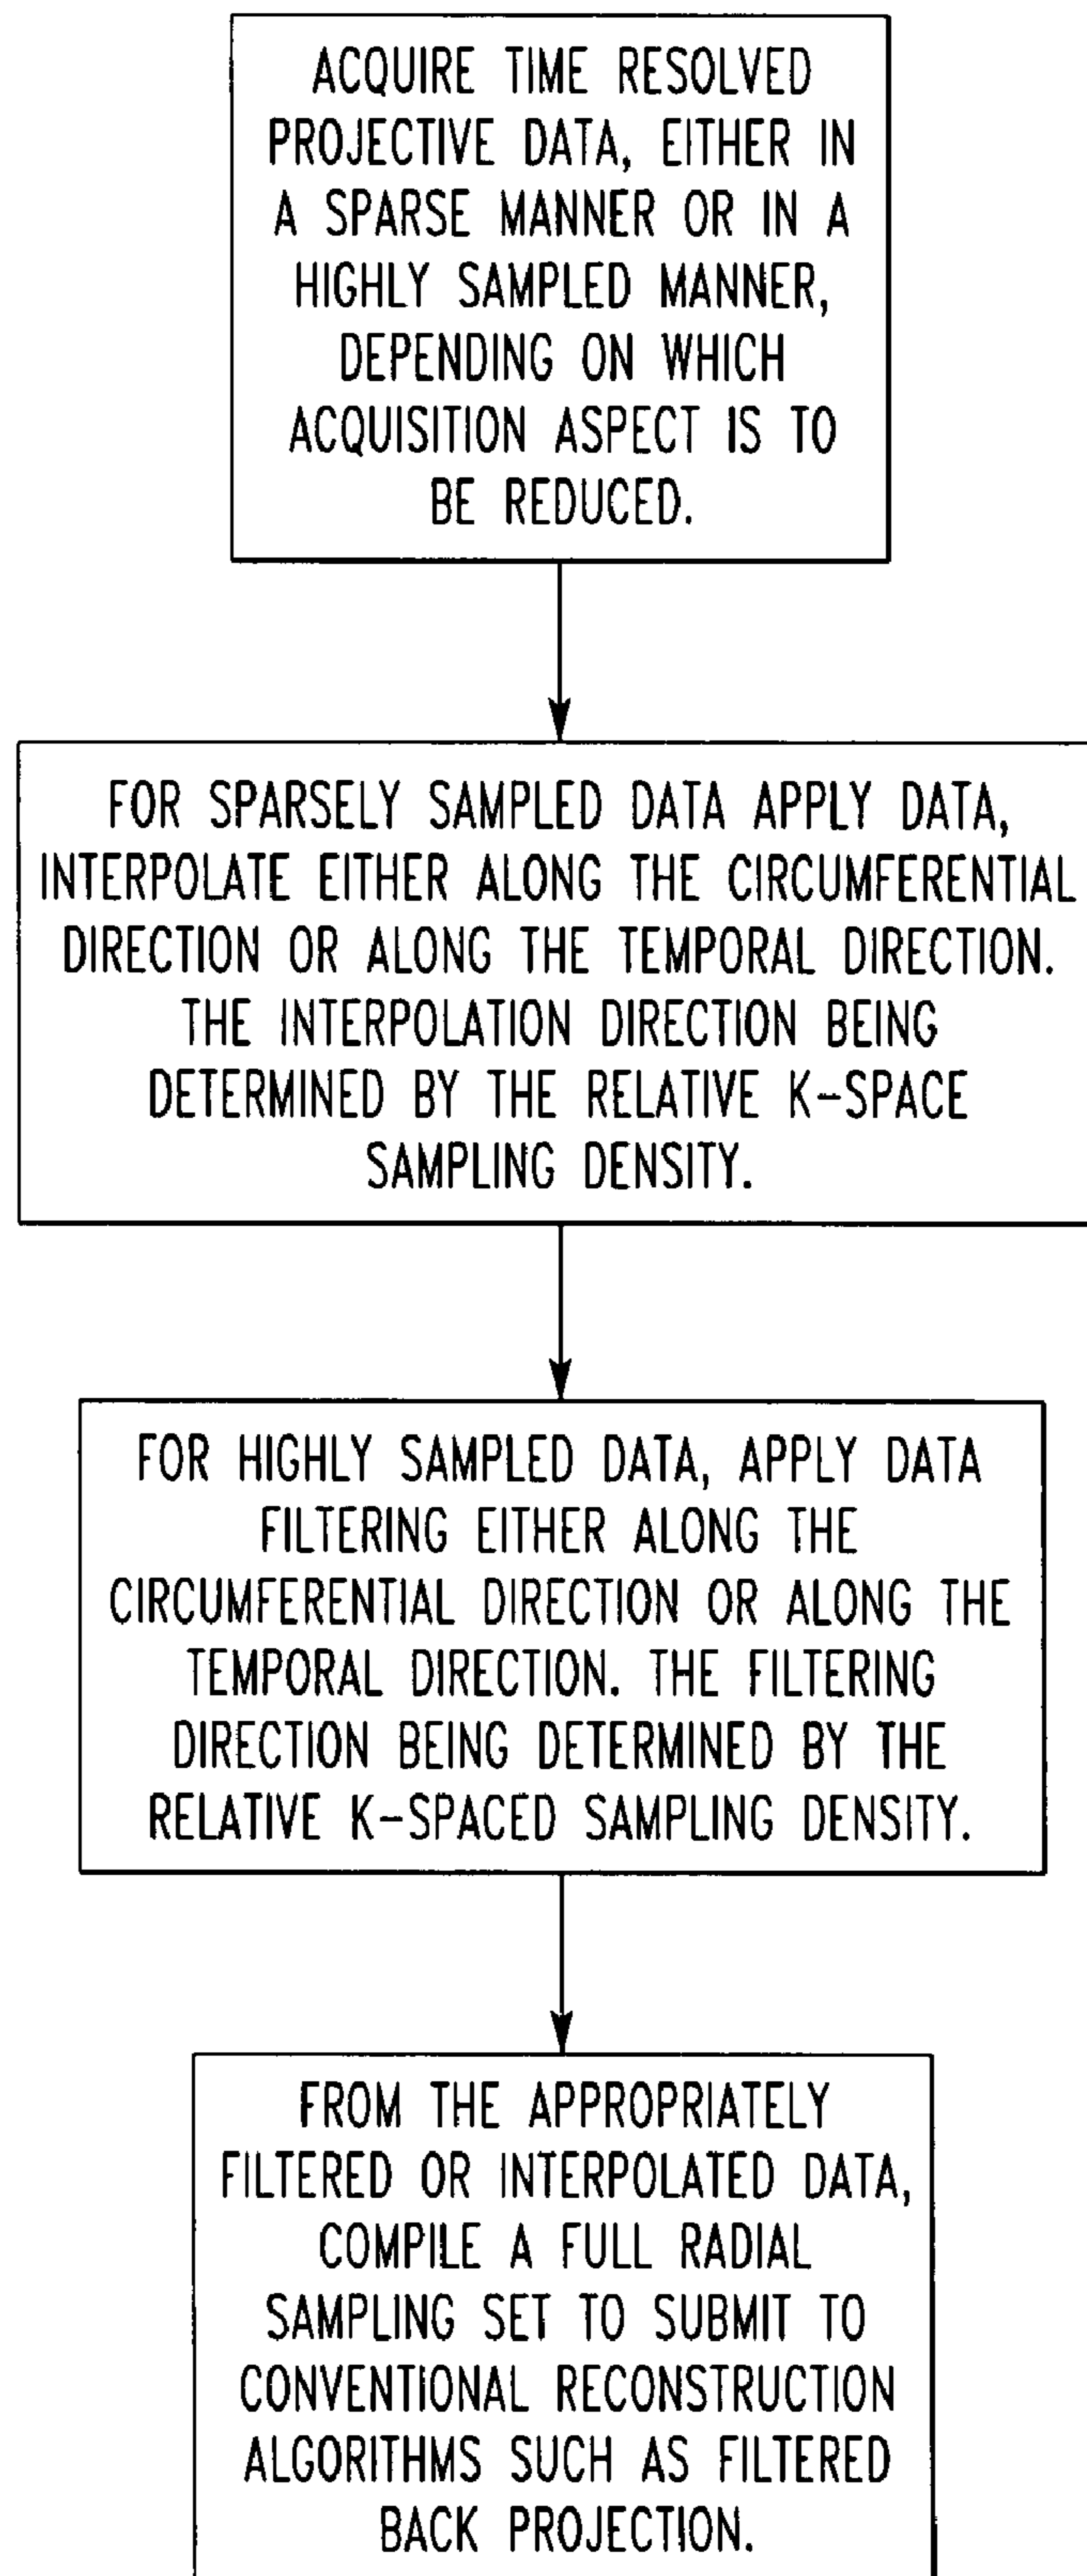 ACQUIRE TIME RESOLVED
PROJECTIVE DATA, EITHER IN
A SPARSE MANNER OR IN A
HIGHLY SAMPLED MANNER,
DEPENDING ON WHICH
ACQUISITION ASPECT IS TO
BE REDUCED.
FOR SPARSELY SAMPLED DATA APPLY DATA,
INTERPOLATE EITHER ALONG THE CIRCUMFERENTIAL
DIRECTION OR ALONG THE TEMPORAL DIRECTION.
THE INTERPOLATION DIRECTION BEING
DETERMINED BY THE RELATIVE K-SPACE
SAMPLING DENSITY.
FOR HIGHLY SAMPLED DATA, APPLY DATA
FILTERING EITHER ALONG THE
CIRCUMFERENTIAL DIRECTION OR ALONG THE
TEMPORAL DIRECTION. THE FILTERING
DIRECTION BEING DETERMINED BY THE
RELATIVE K-SPACED SAMPLING DENSITY.
FROM THE APPROPRIATELY
FILTERED OR INTERPOLATED DATA,
COMPILE A FULL RADIAL
SAMPLING SET TO SUBMIT TO
CONVENTIONAL RECONSTRUCTION
ALGORITHMS SUCH AS FILTERED
BACK PROJECTION.